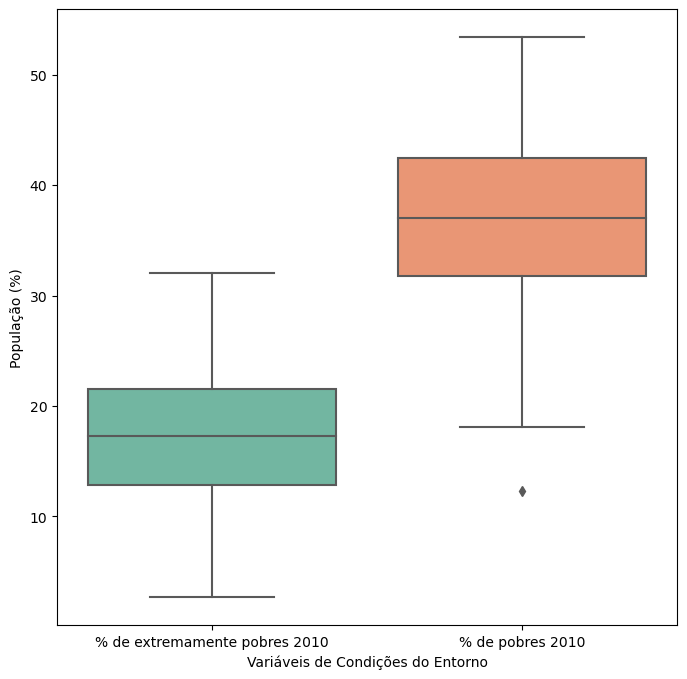 População (%)
50
40
30
20
10
% de extremamente pobres 2010
% de pobres 2010
Variáveis de Condições do Entorno